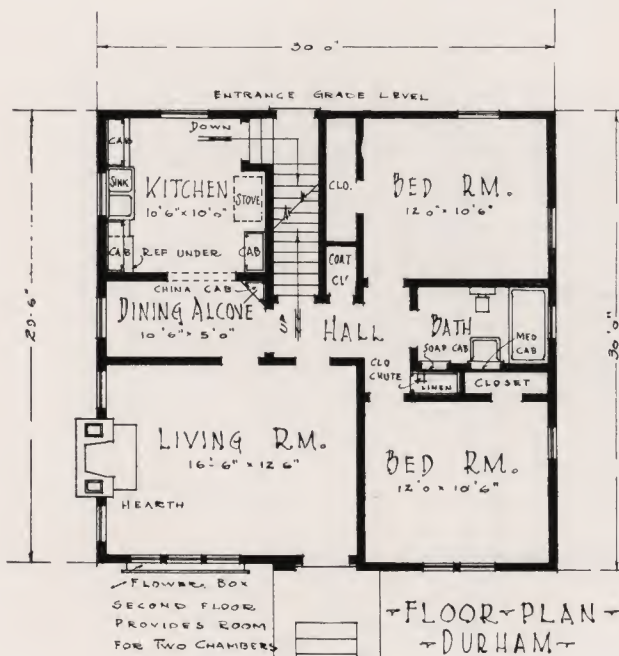 30'0"
ENTRANCE GRADE LEVEL
DOWN
CAB
SINK
KITCHEN
10'6" x 10'0"
STOVE
CAB
REF UNDER
CAB
CLO.
BED RM.
12'0" x 10'6"
COAT
CL.
29'6"
30'0"
CHINA CAB
DINING ALCOVE
10'6" x 5'0"
UP
HALL
BATH
SOAP CAB
MED
CAB
CLO
CHUTE
LINEN
CLOSET
LIVING RM.
16'-6" x 12'6"
HEARTH
BED RM.
12'0 x 10'6"
FLOWER BOX
SECOND FLOOR
PROVIDES ROOM
FOR TWO CHAMBERS
-FLOOR-PLAN-
-DURHAM-